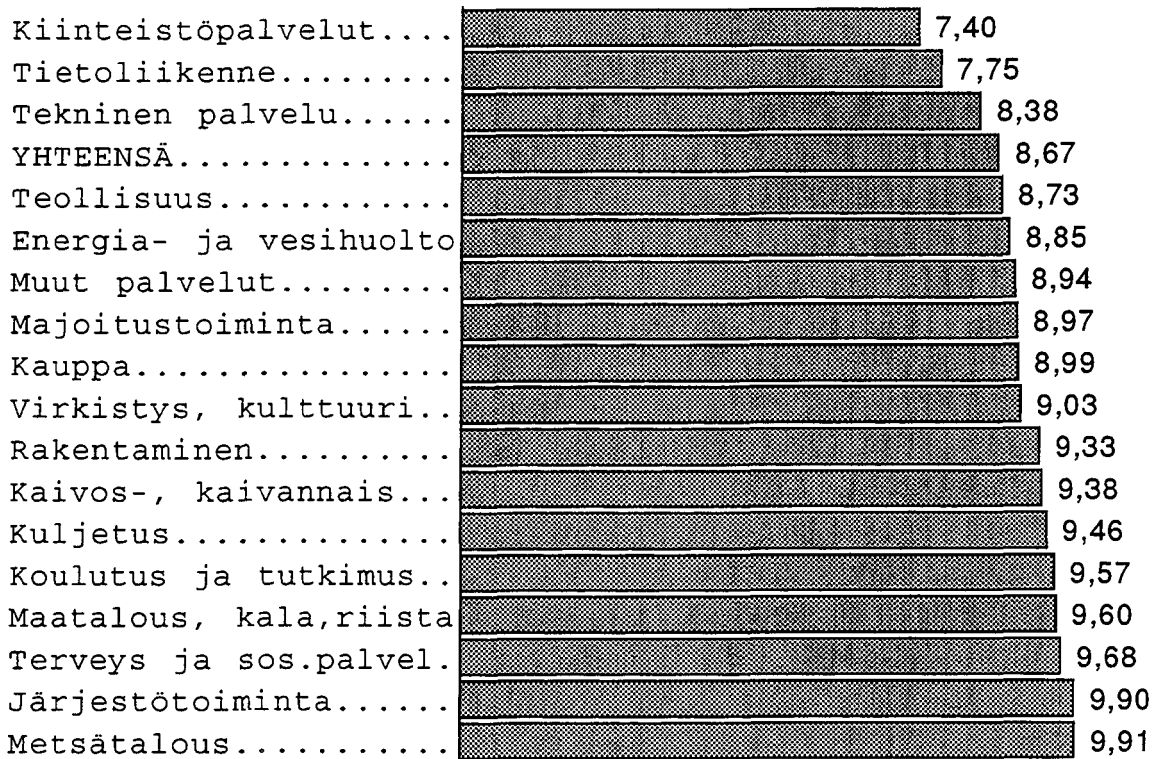 Kiinteistöpalvelut.... 7,40
Tietoliikenne......... 7,75
Tekninen palvelu...... 8,38
YHTEENSÄ.............. 8,67
Teollisuus............ 8,73
Energia- ja vesihuolto 8,85
Muut palvelut......... 8,94
Majoitustoiminta...... 8,97
Kauppa................ 8,99
Virkistys, kulttuuri.. 9,03
Rakentaminen.......... 9,33
Kaivos-, kaivannais... 9,38
Kuljetus.............. 9,46
Koulutus ja tutkimus.. 9,57
Maatalous, kala,riista 9,60
Terveys ja sos.palvel. 9,68
Järjestötoiminta...... 9,90
Metsätalous........... 9,91